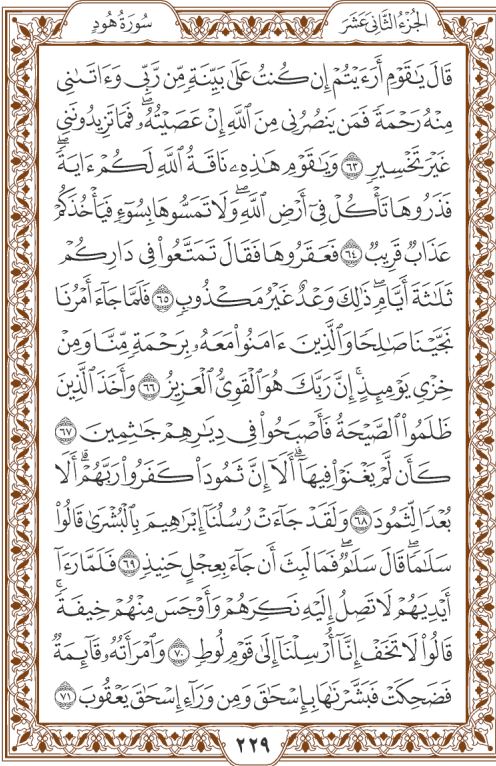 الجُزْءُ الثَّانِي عَشَرَ
سُورَةُ هُودٍ
قَالَ يَٰقَوْمِ أَرَءَيْتُمْ إِن كُنتُ عَلَىٰ بَيِّنَةٍ مِّن رَّبِّي وَءَاتَىٰنِي
مِنْهُ رَحْمَةً فَمَن يَنصُرُنِي مِنَ ٱللَّهِ إِنْ عَصَيْتُهُۥۖ فَمَا تَزِيدُونَنِي
غَيْرَ تَخْسِيرٍ ٦٣ وَيَٰقَوْمِ هَٰذِهِۦ نَاقَةُ ٱللَّهِ لَكُمْ ءَايَةًۖ
فَذَرُوهَا تَأْكُلْ فِيٓ أَرْضِ ٱللَّهِۖ وَلَا تَمَسُّوهَا بِسُوٓءٍ فَيَأْخُذَكُمْ
عَذَابٌ قَرِيبٌ ٦٤ فَعَقَرُوهَا فَقَالَ تَمَتَّعُوا۟ فِي دَارِكُمْ
ثَلَٰثَةَ أَيَّامٍۖ ذَٰلِكَ وَعْدٌ غَيْرُ مَكْذُوبٍ ٦٥ فَلَمَّا جَآءَ أَمْرُنَا
نَجَّيْنَا صَٰلِحًا وَٱلَّذِينَ ءَامَنُوا۟ مَعَهُۥ بِرَحْمَةٍ مِّنَّا وَمِنْ
خِزْيِ يَوْمِئِذٍۚ إِنَّ رَبَّكَ هُوَ ٱلْقَوِيُّ ٱلْعَزِيزُ ٦٦ وَأَخَذَ ٱلَّذِينَ
ظَلَمُوا۟ ٱلصَّيْحَةُ فَأَصْبَحُوا۟ فِي دِيَٰرِهِمْ جَٰثِمِينَ ٦٧
كَأَن لَّمْ يَغْنَوْا۟ فِيهَآۗ أَلَآ إِنَّ ثَمُودَا۟ كَفَرُوا۟ رَبَّهُمْۗ أَلَا
بُعْدًا لِّثَمُودَ ٦٨ وَلَقَدْ جَآءَتْ رُسُلُنَآ إِبْرَٰهِيمَ بِٱلْبُشْرَىٰ قَالُوا۟
سَلَٰمًاۖ قَالَ سَلَٰمٌۖ فَمَا لَبِثَ أَن جَآءَ بِعِجْلٍ حَنِيذٍ ٦٩ فَلَمَّا رَءَآ
أَيْدِيَهُمْ لَا تَصِلُ إِلَيْهِ نَكِرَهُمْ وَأَوْجَسَ مِنْهُمْ خِيفَةًۚ
قَالُوا۟ لَا تَخَفْ إِنَّآ أُرْسِلْنَآ إِلَىٰ قَوْمِ لُوطٍ ٧٠ وَٱمْرَأَتُهُۥ قَآئِمَةٌ
فَضَحِكَتْ فَبَشَّرْنَٰهَا بِإِسْحَٰقَ وَمِن وَرَآءِ إِسْحَٰقَ يَعْقُوبَ ٧١
٢٢٩